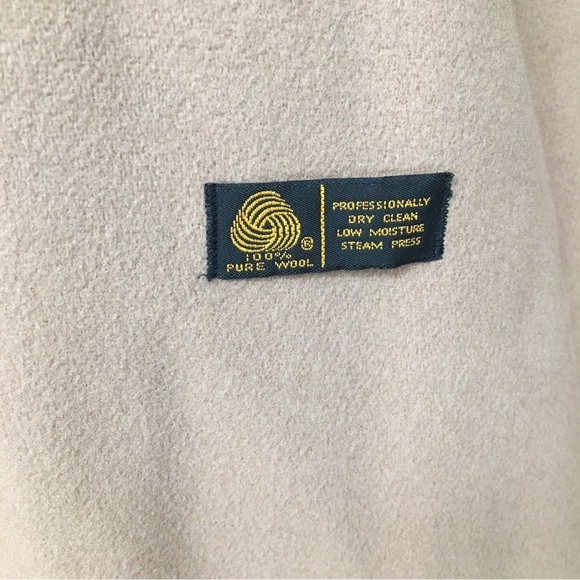 ®
100%
PURE WOOL
PROFESSIONALLY
DRY CLEAN
LOW MOISTURE
STEAM PRESS